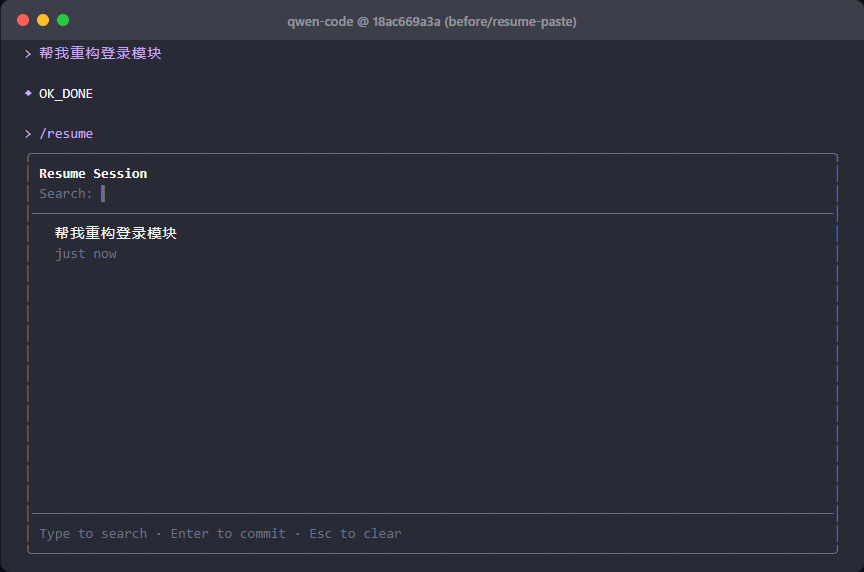 qwen-code @ 18ac669a3a (before/resume-paste)
> 帮我重构登录模块
◆ OK_DONE
> /resume
Resume Session
Search:
帮我重构登录模块
just now
Type to search · Enter to commit · Esc to clear